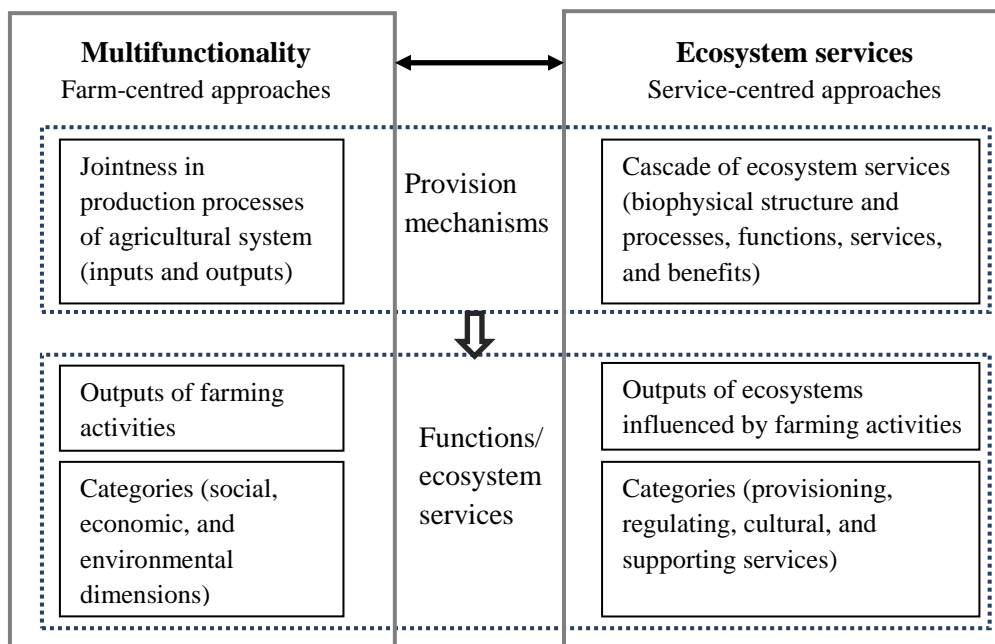 Multifunctionality
Farm-centred approaches
Ecosystem services
Service-centred approaches
Jointness in
production processes
of agricultural system
(inputs and outputs)
Provision
mechanisms
Cascade of ecosystem services
(biophysical structure and
processes, functions, services,
and benefits)
Outputs of farming
activities
Categories (social,
economic, and
environmental
dimensions)
Functions/
ecosystem
services
Outputs of ecosystems
influenced by farming activities
Categories (provisioning,
regulating, cultural, and
supporting services)